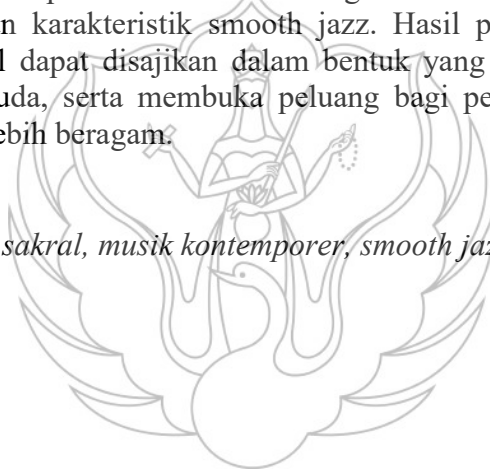 n karakteristik smooth jazz. Hasil p
l dapat disajikan dalam bentuk yang
uda, serta membuka peluang bagi pe
ebih beragam.
sakral, musik kontemporer, smooth jaz